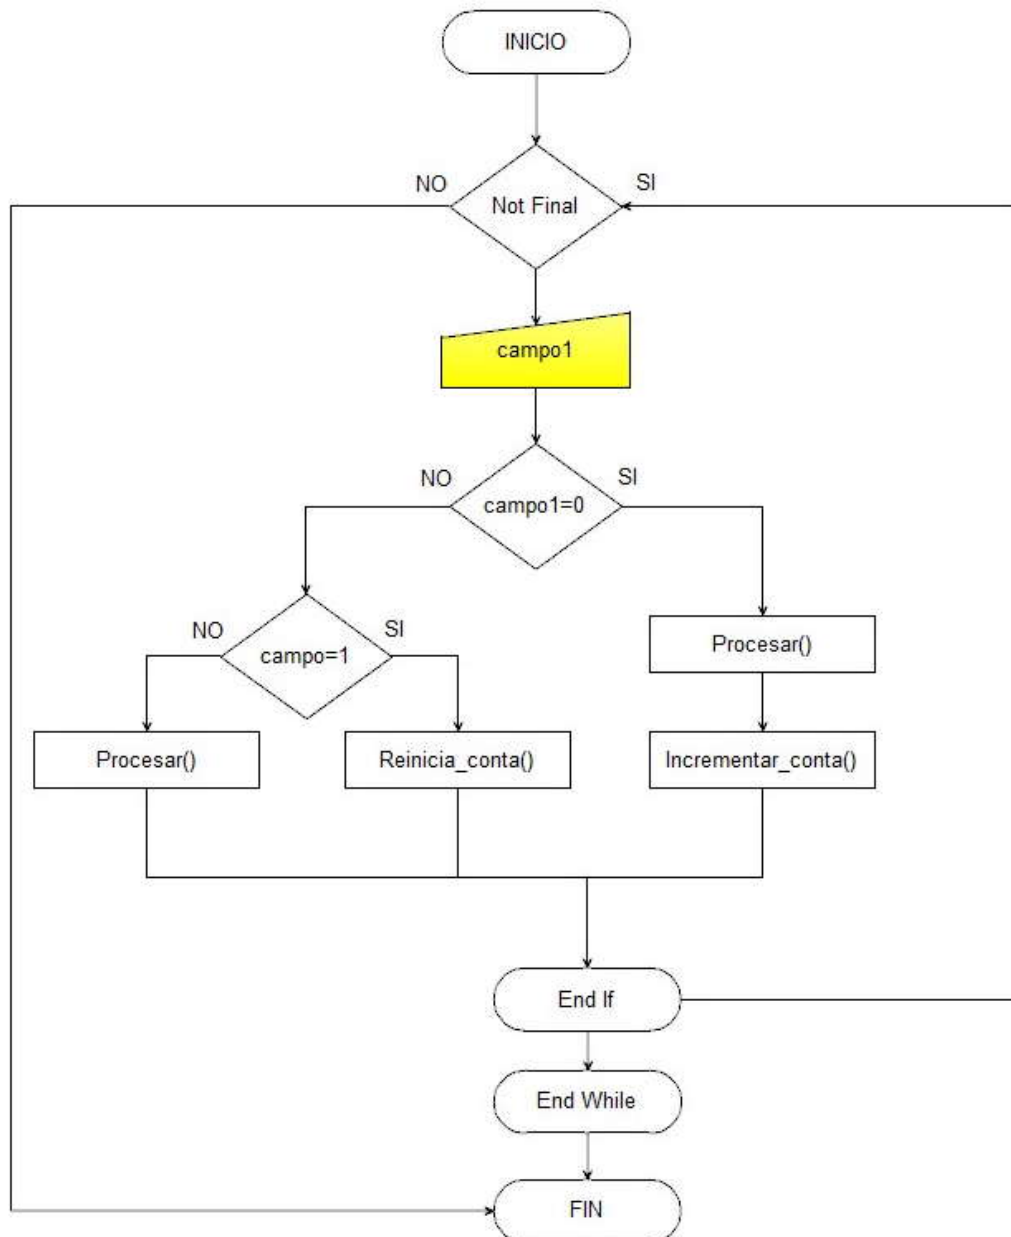 INICIO
NO
SI
Not Final
campo1
NO
SI
campo1=0
NO
SI
campo=1
Procesar()
Procesar()
Reinicia_conta()
Incrementar_conta()
End If
End While
FIN